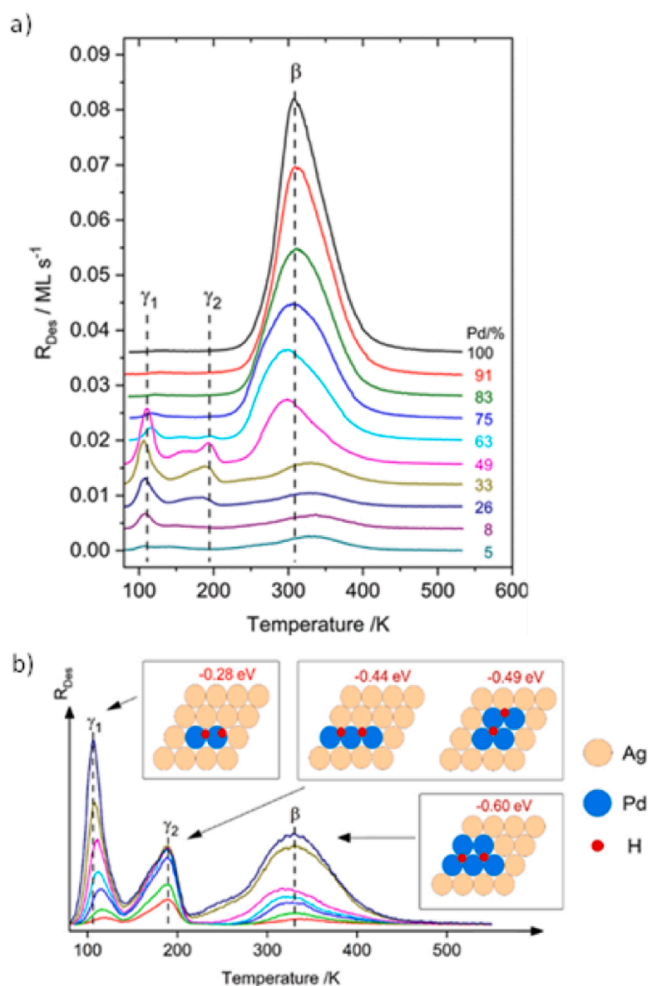 a)
0.09
0.08
0.07
0.06
0.05
0.04
0.03
0.02
0.01
0.00
R_Des / ML s⁻¹
γ₁
γ₂
β
Pd/%
100
91
83
75
63
49
33
26
8
5
100 200 300 400 500 600
Temperature /K
b)
R_Des
γ₁
γ₂
β
-0.28 eV
-0.44 eV -0.49 eV
-0.60 eV
Ag
Pd
H
100 200 300 400 500
Temperature /K